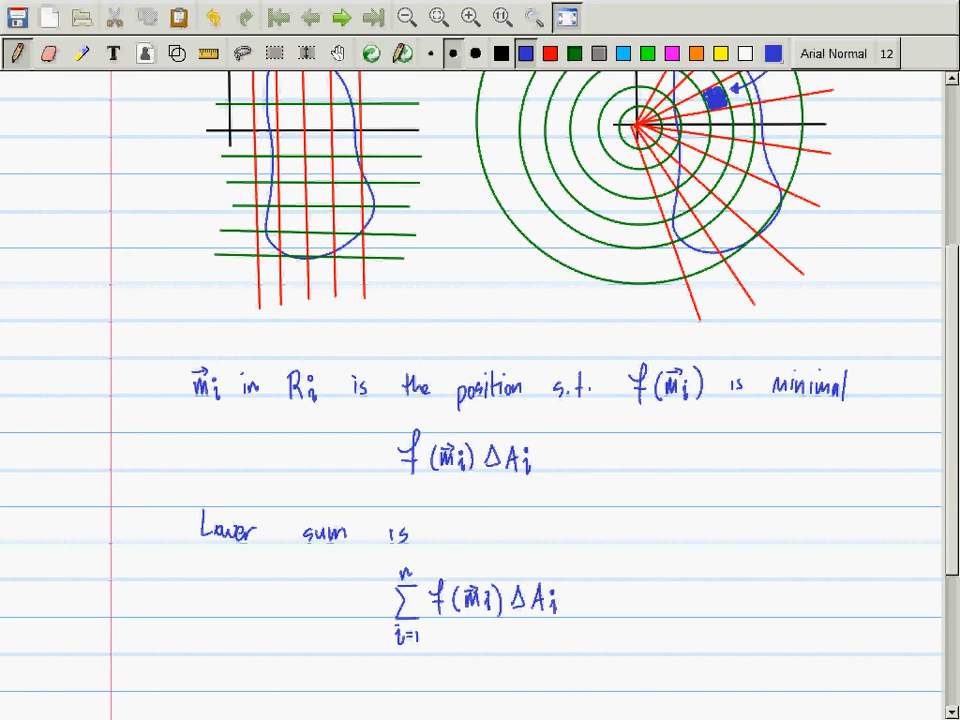 T
Arial Normal 12
m⃗i in Ri is the position s.t. f(m⃗i) is minimal
f(m⃗i) ΔAi
Lower sum is
n
∑ f(m⃗i) ΔAi
i=1